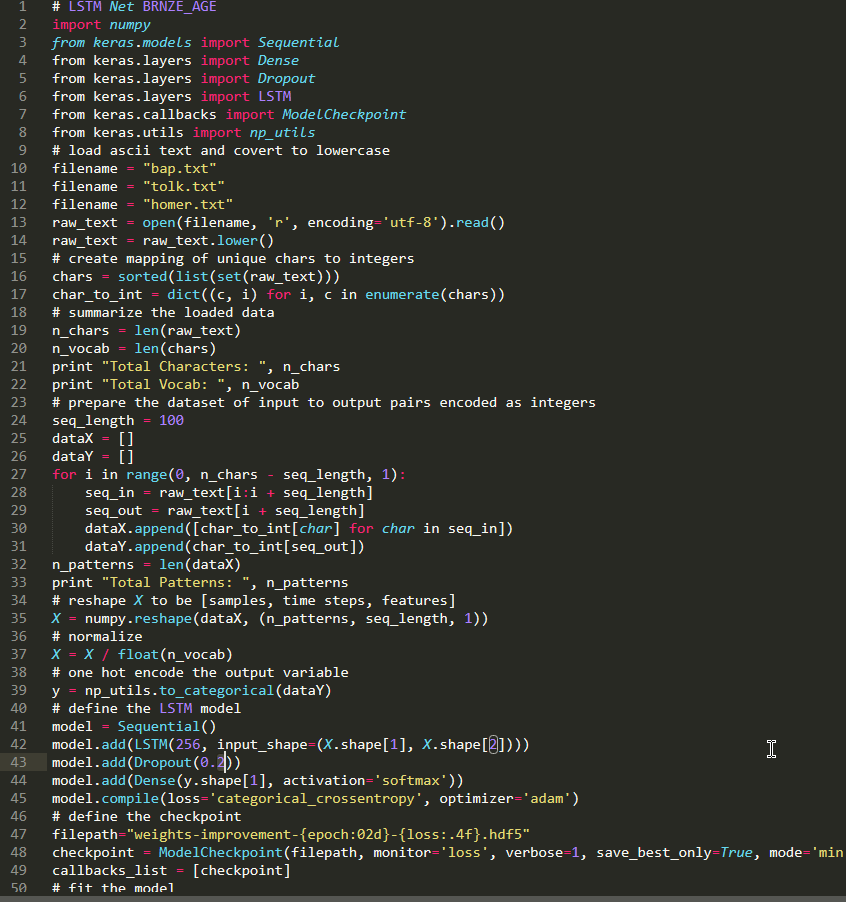 1 # LSTM Net BRNZE_AGE
2 import numpy
3 from keras.models import Sequential
4 from keras.layers import Dense
5 from keras.layers import Dropout
6 from keras.layers import LSTM
7 from keras.callbacks import ModelCheckpoint
8 from keras.utils import np_utils
9 # load ascii text and covert to lowercase
10 filename = "bap.txt"
11 filename = "tolk.txt"
12 filename = "homer.txt"
13 raw_text = open(filename, 'r', encoding='utf-8').read()
14 raw_text = raw_text.lower()
15 # create mapping of unique chars to integers
16 chars = sorted(list(set(raw_text)))
17 char_to_int = dict((c, i) for i, c in enumerate(chars))
18 # summarize the loaded data
19 n_chars = len(raw_text)
20 n_vocab = len(chars)
21 print "Total Characters: ", n_chars
22 print "Total Vocab: ", n_vocab
23 # prepare the dataset of input to output pairs encoded as integers
24 seq_length = 100
25 dataX = []
26 dataY = []
27 for i in range(0, n_chars - seq_length, 1):
28     seq_in = raw_text[i:i + seq_length]
29     seq_out = raw_text[i + seq_length]
30     dataX.append([char_to_int[char] for char in seq_in])
31     dataY.append(char_to_int[seq_out])
32 n_patterns = len(dataX)
33 print "Total Patterns: ", n_patterns
34 # reshape X to be [samples, time steps, features]
35 X = numpy.reshape(dataX, (n_patterns, seq_length, 1))
36 # normalize
37 X = X / float(n_vocab)
38 # one hot encode the output variable
39 y = np_utils.to_categorical(dataY)
40 # define the LSTM model
41 model = Sequential()
42 model.add(LSTM(256, input_shape=(X.shape[1], X.shape[2])))
43 model.add(Dropout(0.2))
44 model.add(Dense(y.shape[1], activation='softmax'))
45 model.compile(loss='categorical_crossentropy', optimizer='adam')
46 # define the checkpoint
47 filepath="weights-improvement-{epoch:02d}-{loss:.4f}.hdf5"
48 checkpoint = ModelCheckpoint(filepath, monitor='loss', verbose=1, save_best_only=True, mode='min
49 callbacks_list = [checkpoint]
50 # fit the model